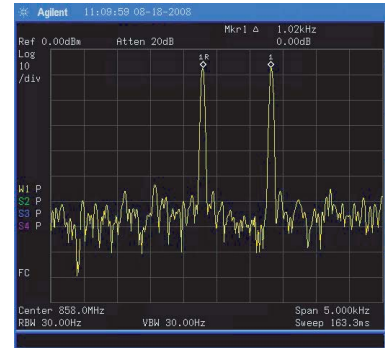 Agilent 11:09:59 08-18-2008
Mkr1 Δ 1.02kHz
Ref 0.00dBm Atten 20dB 0.00dB
Log
10
/div
1R
1
W1 P
S2 P
S3 P
S4 P
FC
Center 858.0MHz Span 5.000kHz
RBW 30.00Hz VBW 30.00Hz Sweep 163.3ms